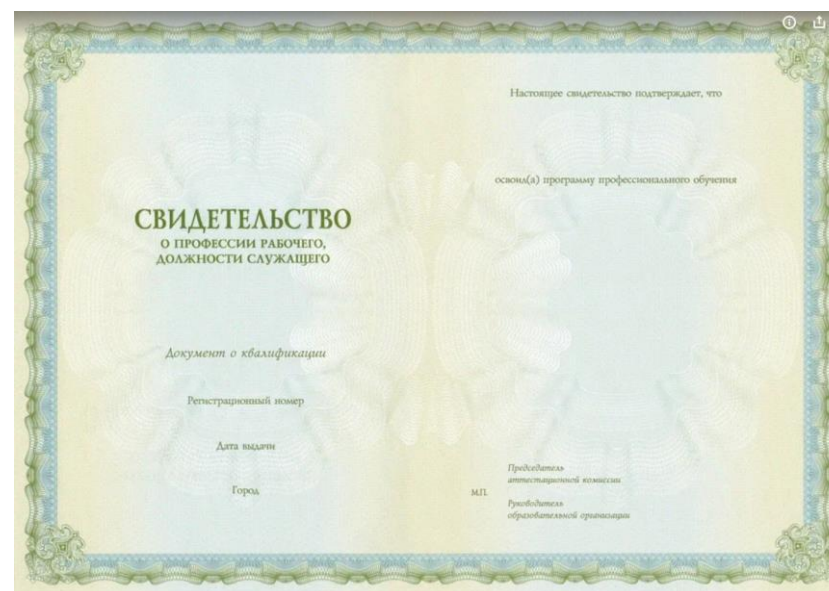 СВИДЕТЕЛЬСТВО
О ПРОФЕССИИ РАБОЧЕГО,
ДОЛЖНОСТИ СЛУЖАЩЕГО
Документ о квалификации
Регистрационный номер
Дата выдачи
Город
Настоящее свидетельство подтверждает, что
освоил(а) программу профессионального обучения
Председатель
аттестационной комиссии
М.П.
Руководитель
образовательной организации